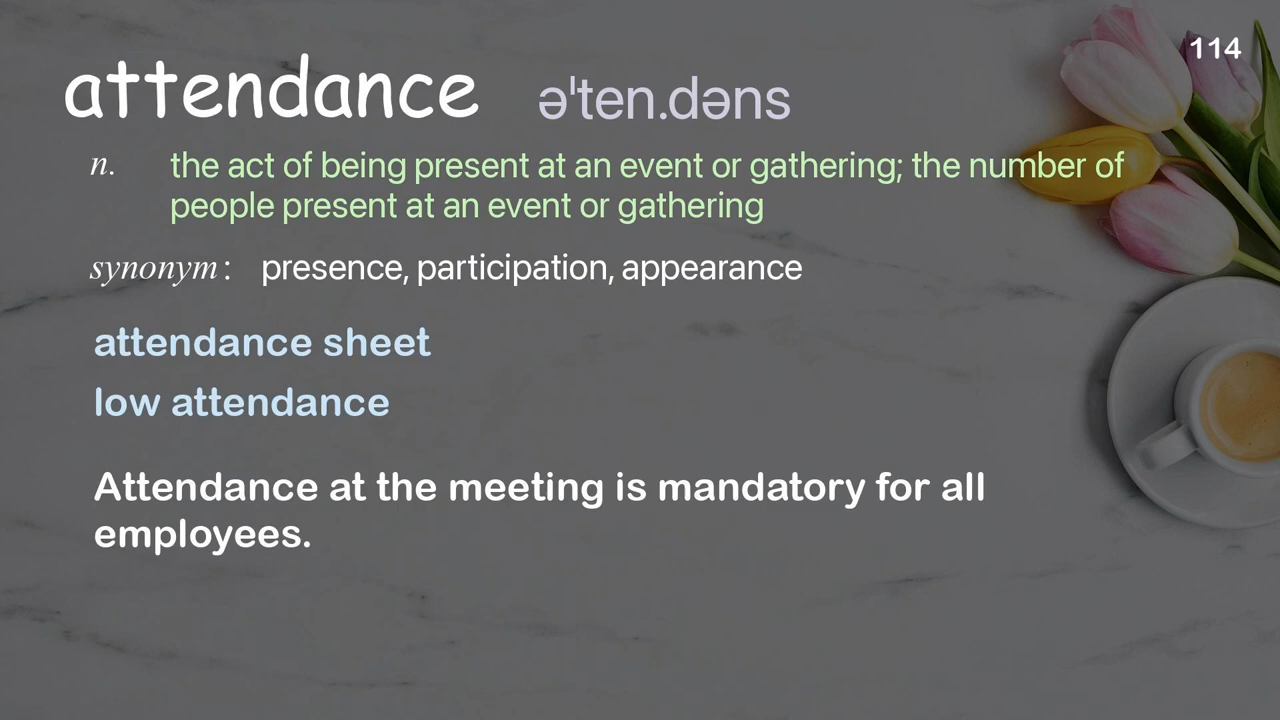 114
attendance əˈten.dəns
n. the act of being present at an event or gathering; the number of
people present at an event or gathering
synonym: presence, participation, appearance
attendance sheet
low attendance
Attendance at the meeting is mandatory for all
employees.